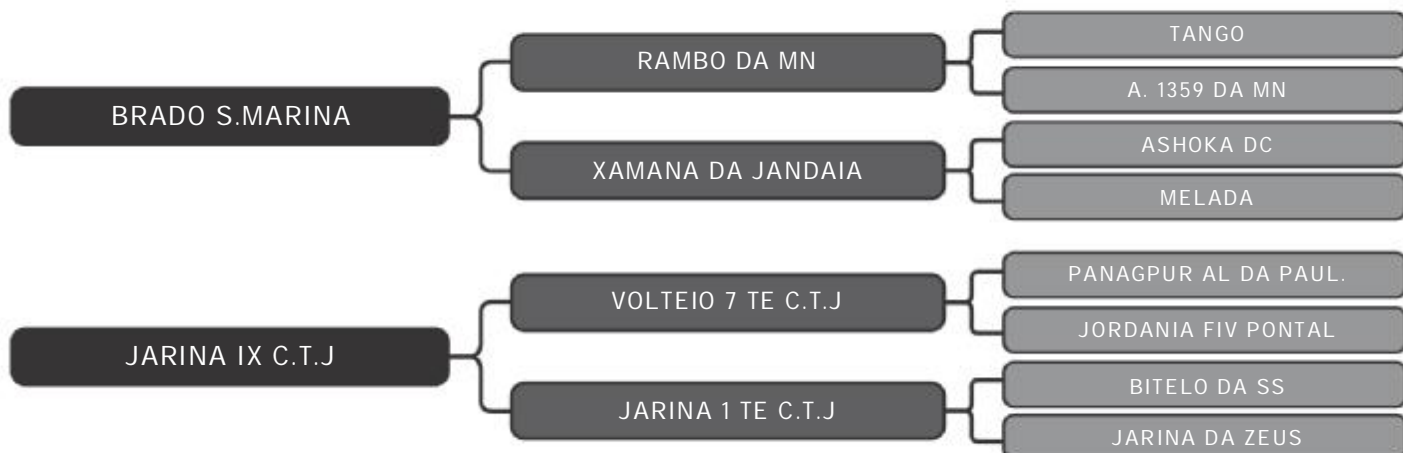 TANGO
RAMBO DA MN
A. 1359 DA MN
BRADO S.MARINA
ASHOKA DC
XAMANA DA JANDAIA
MELADA
PANAGPUR AL DA PAUL.
VOLTEIO 7 TE C.T.J
JORDANIA FIV PONTAL
JARINA IX C.T.J
BITELO DA SS
JARINA 1 TE C.T.J
JARINA DA ZEUS